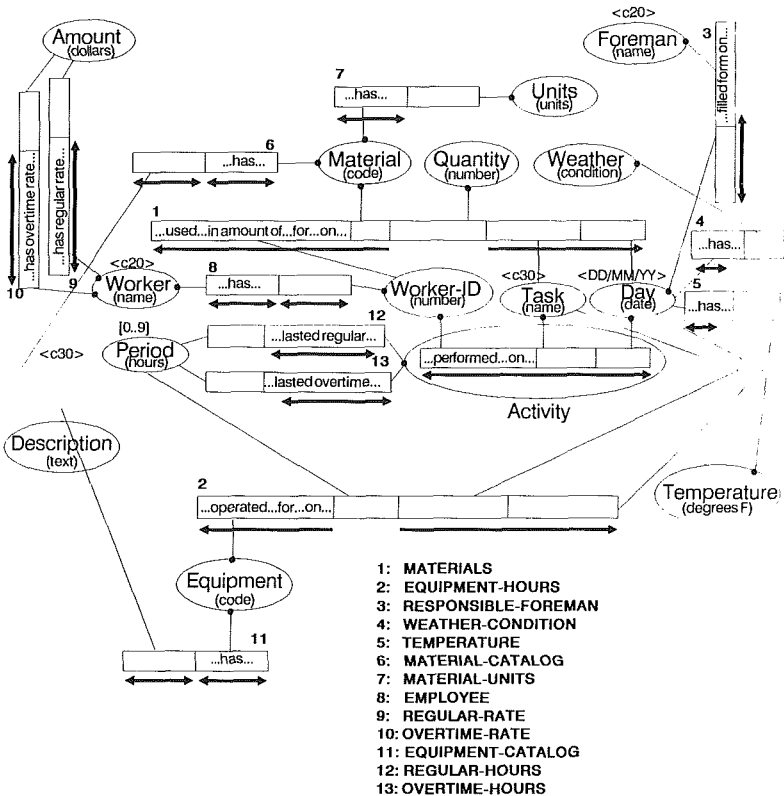 <c20>
3
Amount
(dollars)
Foreman
(name)
...filled form on...
7
...has...
Units
(units)
6
...has...
Material
(code)
Quantity
(number)
Weather
(condition)
...has overtime rate...
...has regular rate...
1
...used...in amount of...for...on...
4
...has...
10
9
<c20>
Worker
(name)
8
...has...
Worker-ID
(number)
<c30>
Task
(name)
<DD/MM/YY>
Day
(date)
5
...has...
<c30>
[0..9]
Period
(hours)
12
...lasted regular...
13
...lasted overtime...
...performed...on...
Activity
Description
(text)
2
...operated...for...on...
Temperature
(degrees F)
Equipment
(code)
11
...has...
1: MATERIALS
2: EQUIPMENT-HOURS
3: RESPONSIBLE-FOREMAN
4: WEATHER-CONDITION
5: TEMPERATURE
6: MATERIAL-CATALOG
7: MATERIAL-UNITS
8: EMPLOYEE
9: REGULAR-RATE
10: OVERTIME-RATE
11: EQUIPMENT-CATALOG
12: REGULAR-HOURS
13: OVERTIME-HOURS